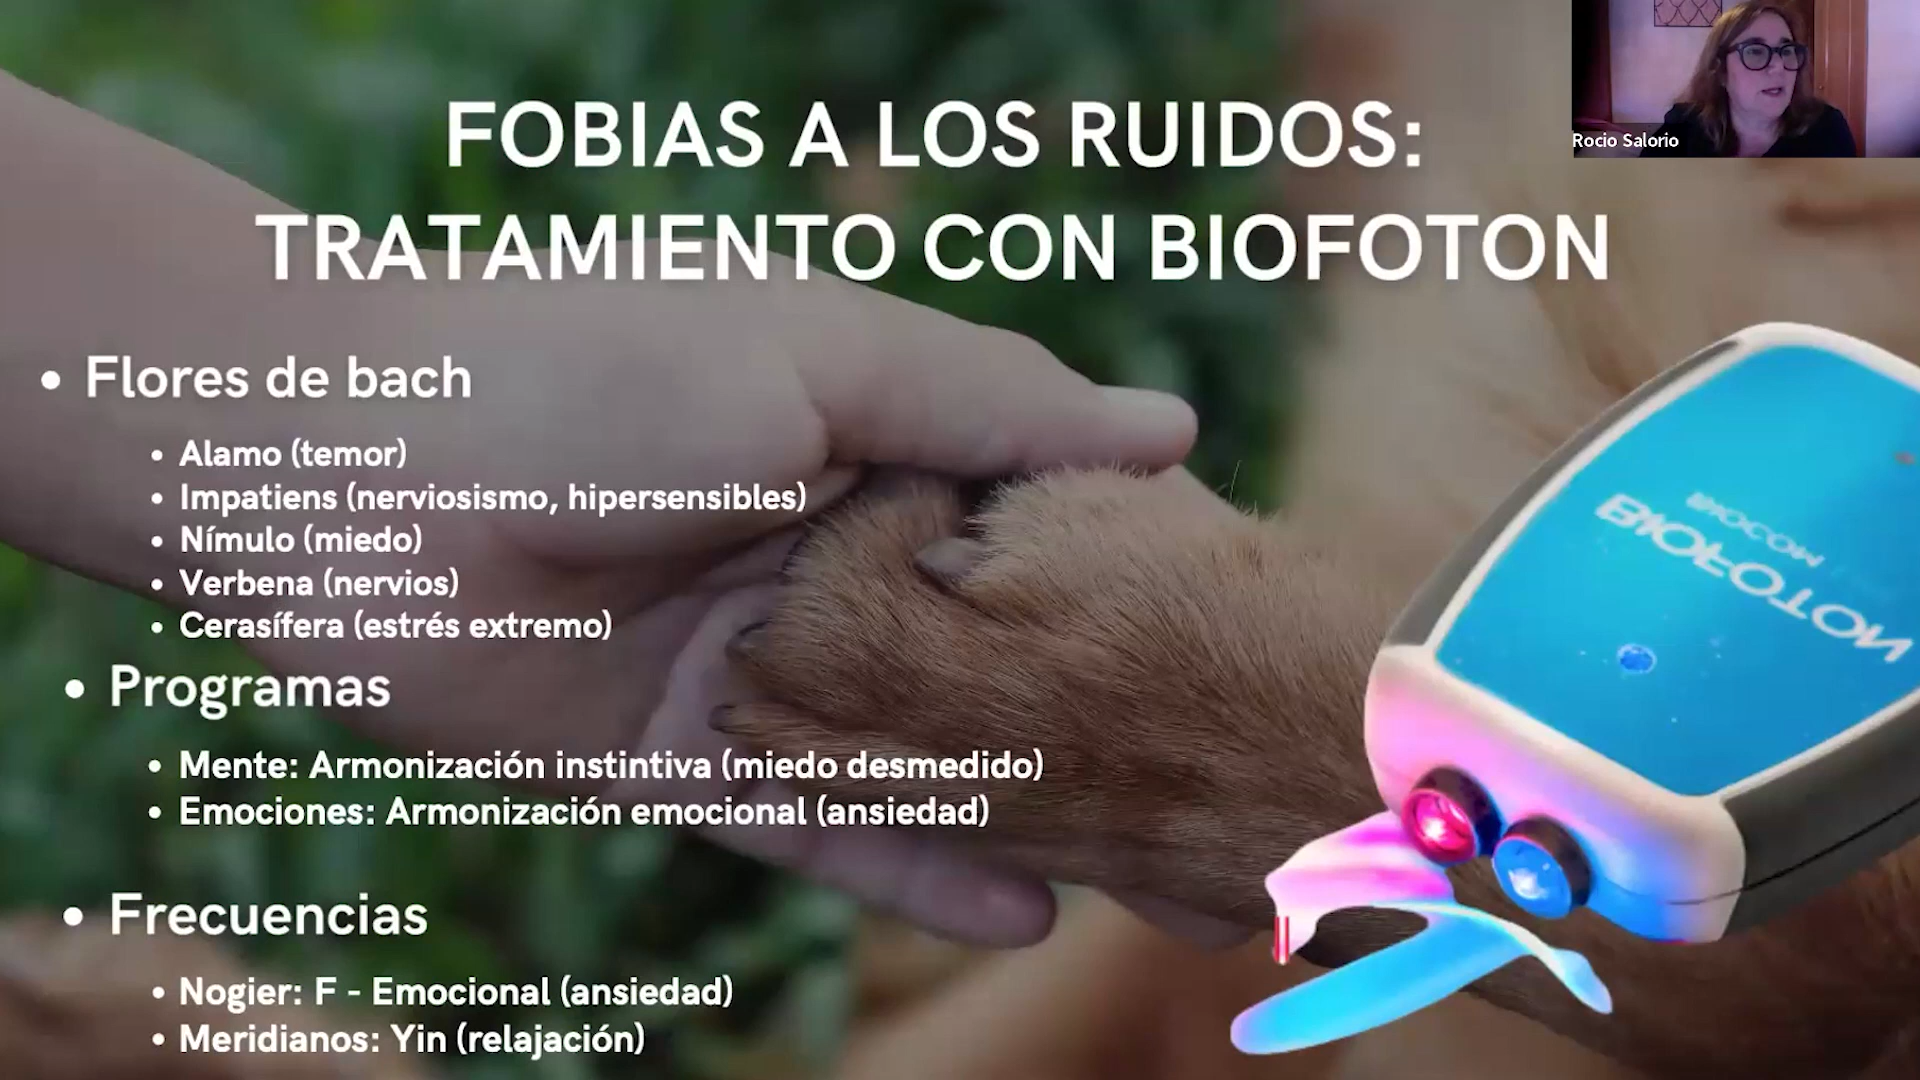 FOBIAS A LOS RUIDOS:
TRATAMIENTO CON BIOFOTON
Rocio Salorio
• Flores de bach
• Alamo (temor)
• Impatiens (nerviosismo, hipersensibles)
• Nímulo (miedo)
• Verbena (nervios)
• Cerasífera (estrés extremo)
• Programas
• Mente: Armonización instintiva (miedo desmedido)
• Emociones: Armonización emocional (ansiedad)
• Frecuencias
• Nogier: F - Emocional (ansiedad)
• Meridianos: Yin (relajación)
BIOCOM
BIOFOTON